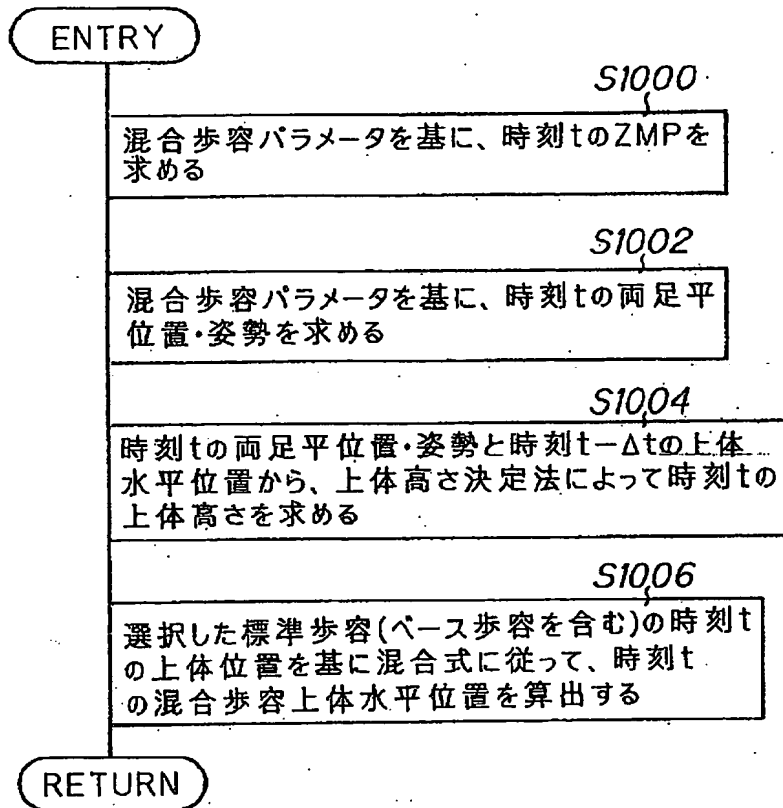 ENTRY
S1000
混合歩容パラメータを基に、時刻tのZMPを
求める
S1002
混合歩容パラメータを基に、時刻tの両足平
位置・姿勢を求める
S1004
時刻tの両足平位置・姿勢と時刻t-Δtの上体
水平位置から、上体高さ決定法によって時刻tの
上体高さを求める
S1006
選択した標準歩容(ベース歩容を含む)の時刻t
の上体位置を基に混合式に従って、時刻t
の混合歩容上体水平位置を算出する
RETURN